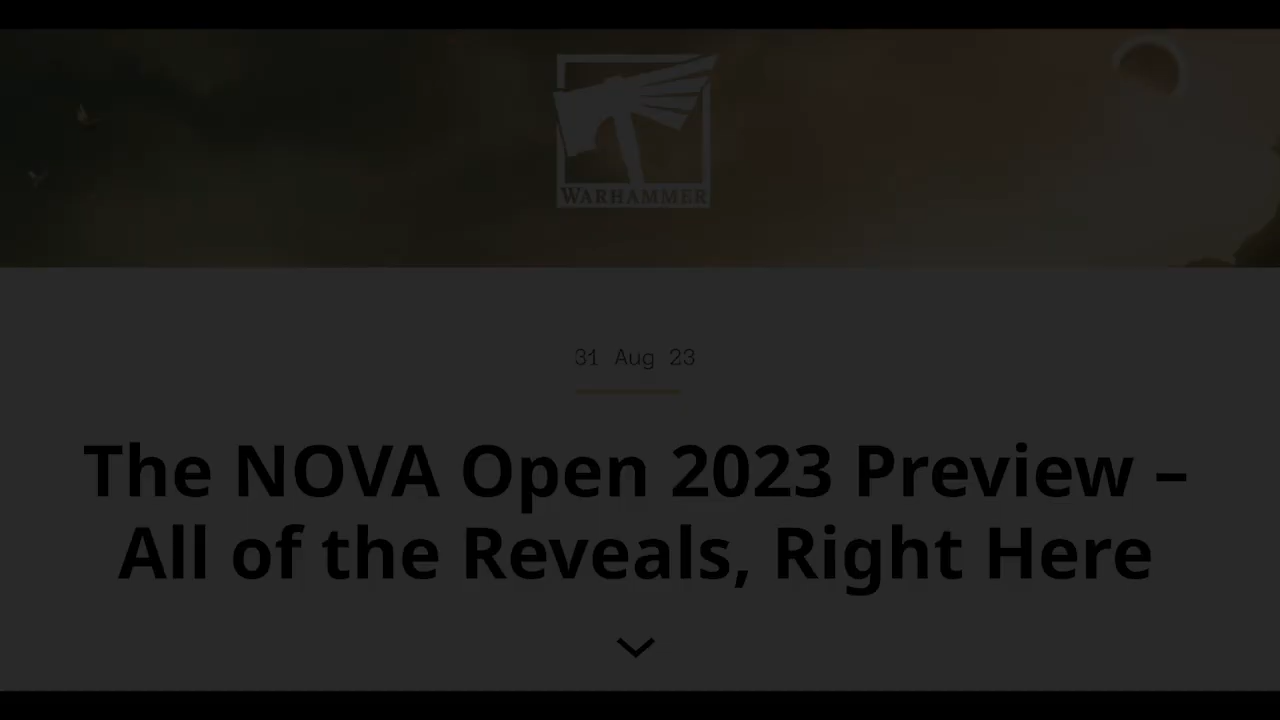 WARHAMMER
31 Aug 23
The NOVA Open 2023 Preview –
All of the Reveals, Right Here